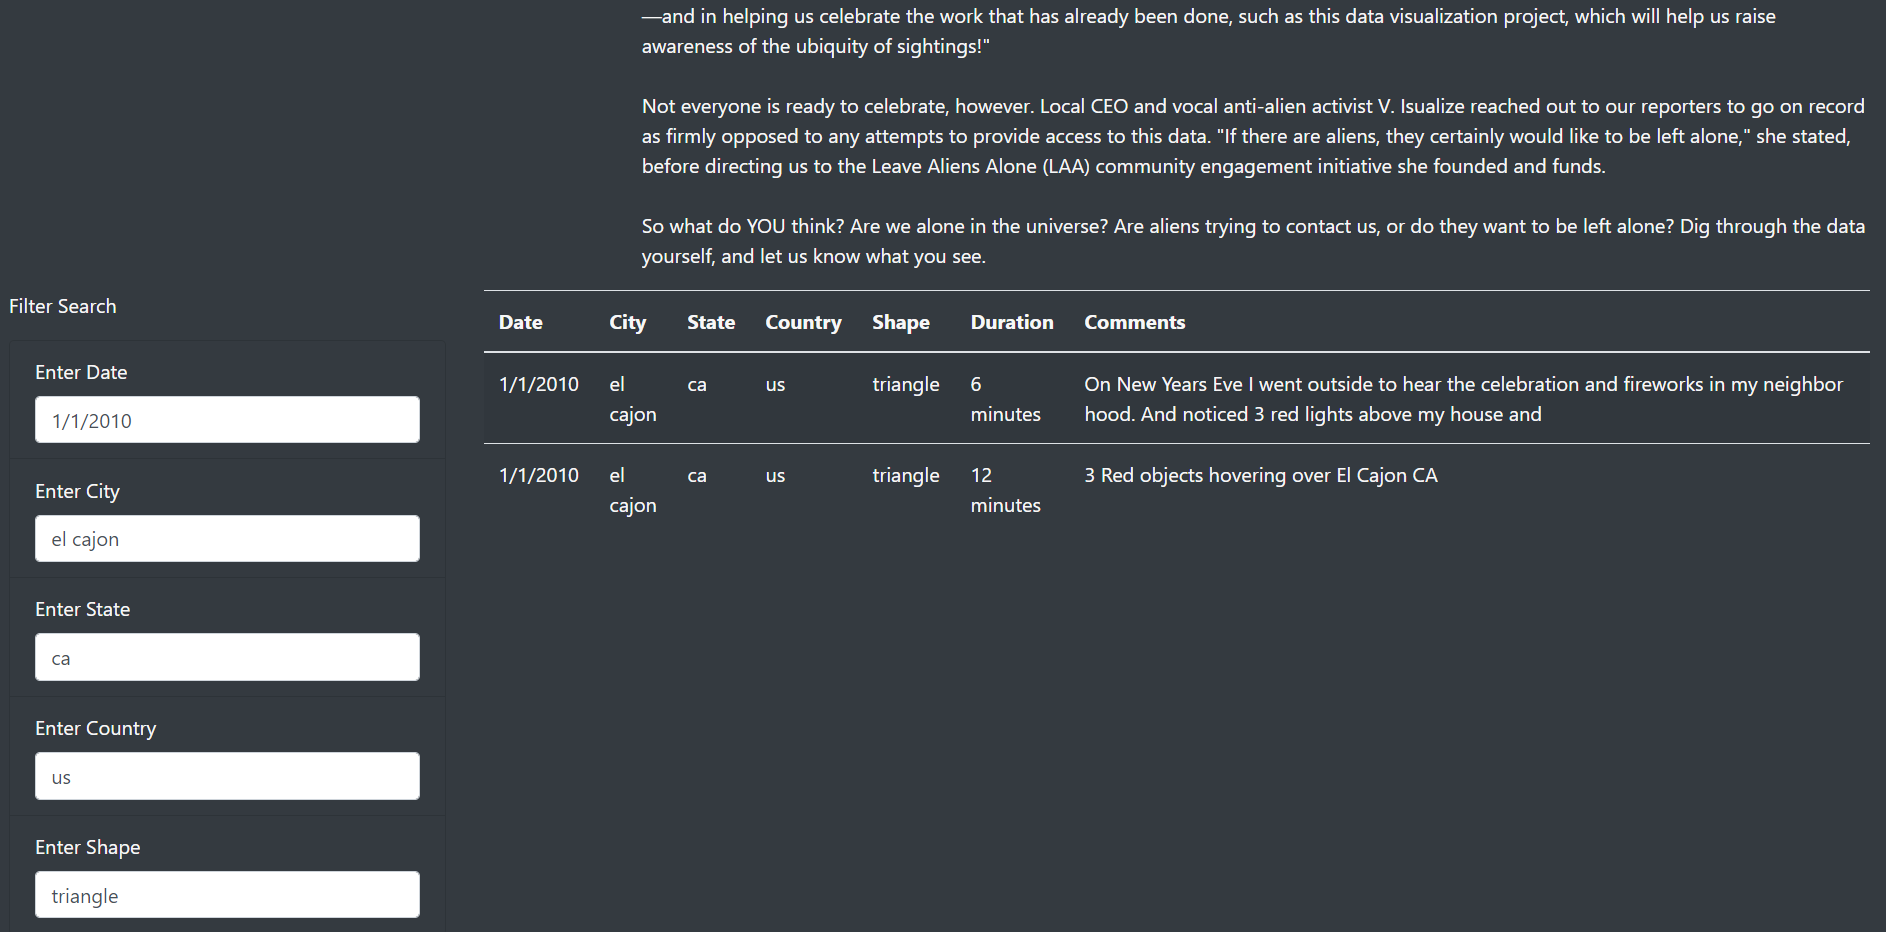 —and in helping us celebrate the work that has already been done, such as this data visualization project, which will help us raise
awareness of the ubiquity of sightings!"
Not everyone is ready to celebrate, however. Local CEO and vocal anti-alien activist V. Isualize reached out to our reporters to go on record
as firmly opposed to any attempts to provide access to this data. "If there are aliens, they certainly would like to be left alone," she stated,
before directing us to the Leave Aliens Alone (LAA) community engagement initiative she founded and funds.
So what do YOU think? Are we alone in the universe? Are aliens trying to contact us, or do they want to be left alone? Dig through the data
yourself, and let us know what you see.
Filter Search
Enter Date
1/1/2010
Enter City
el cajon
Enter State
ca
Enter Country
us
Enter Shape
triangle
Date City State Country Shape Duration Comments
1/1/2010 el ca us triangle 6 On New Years Eve I went outside to hear the celebration and fireworks in my neighbor
cajon minutes hood. And noticed 3 red lights above my house and
1/1/2010 el ca us triangle 12 3 Red objects hovering over El Cajon CA
cajon minutes